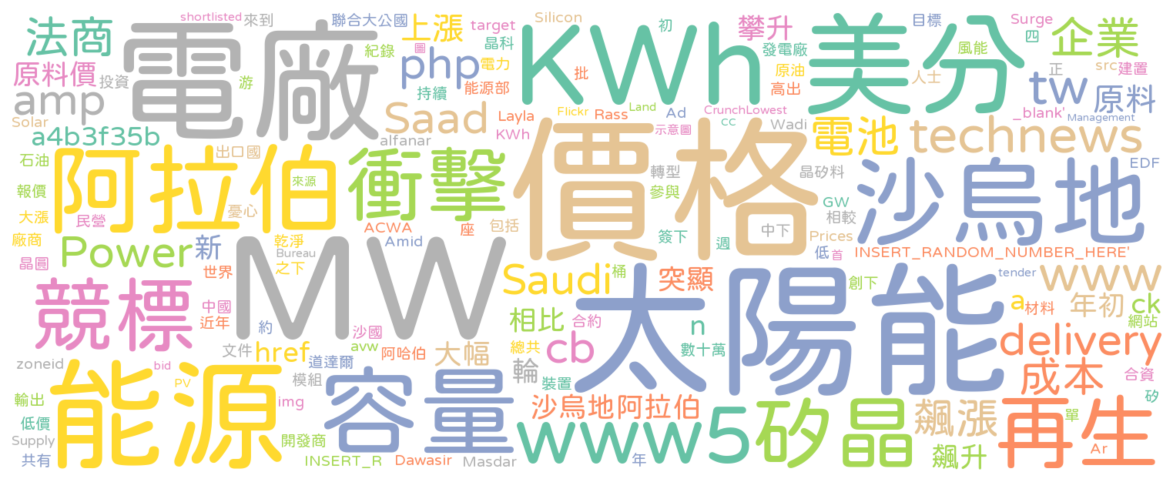 shortlisted 來到 聯合大公國 上漲 target Silicon 初 攀升 發電廠 美分 目標 Surge 四 企業
法商 電廠 紀錄 圖 晶科 KWh 風能 正 src 建置
原料價 投資 游 電力 php 持續 能源部 批 原油 高出 人士 tw 原料
amp Saad Layla Flickr Rass Land Ad CrunchLowest _blank'
Solar a4b3f35b alfanar KWh 示意圖 cc Wadi 電池 technews Management
石油 阿拉伯 出口國 來源 衝擊 價格 轉型 晶矽料 沙烏地 EDF
報價 憂心 參與 GW 相較
大漲 民營 ACWA 座 包括 簽下 週 中下 Prices
廠商 Power 新 乾淨 Bureau Amid 低 首 INSERT_RANDOM_NUMBER_HERE'
晶圓 之下 世界 MW Saudi 桶 突顯 創下 tender www
競標 中國 近年 約 沙國 相比 合約 n 太陽能 a 材料 年初 ck
網站
文件 href avw 阿哈伯 大幅 總共 cb 數十萬 delivery
zoneid bid 道達爾 輪 成本 合資
能源 PV 模組 容量 裝置 矽
輸出 img 沙烏地阿拉伯 飆漲 再生 單
低價 開發商 www5 矽晶
Supply 飆升 Ar
共有 INSERT_R Dawasir Masdar 年